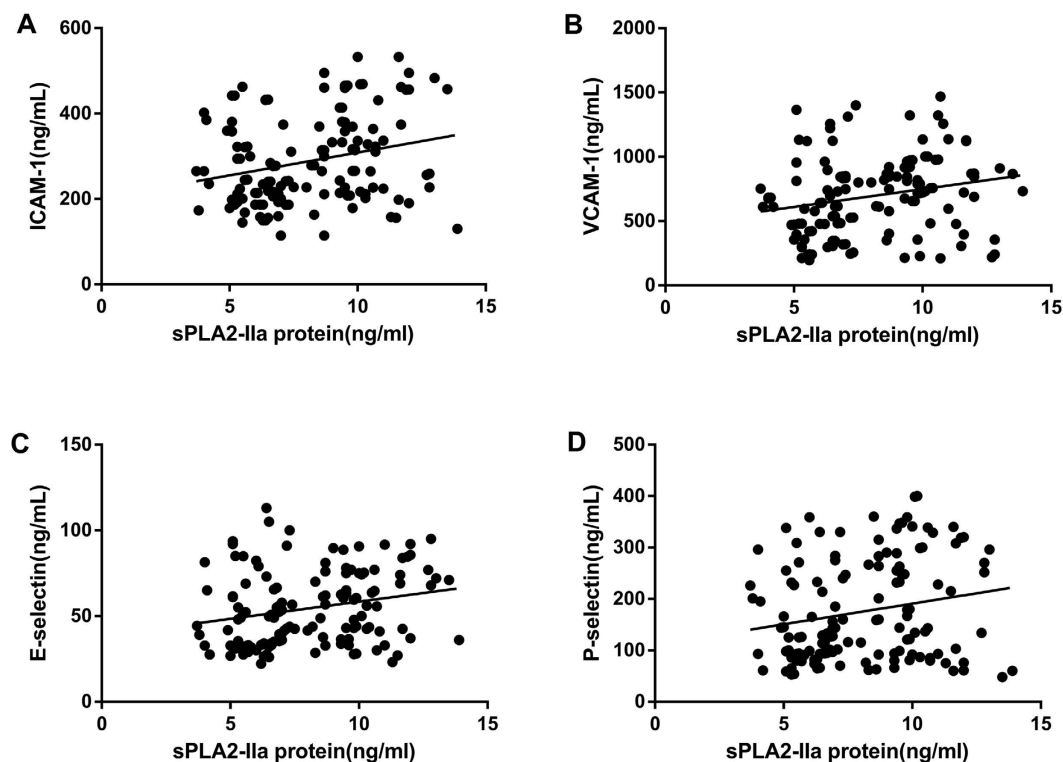 A
ICAM-1(ng/mL)
600
400
200
0
0 5 10 15
sPLA2-IIa protein(ng/ml)
B
VCAM-1(ng/mL)
2000
1500
1000
500
0
0 5 10 15
sPLA2-IIa protein(ng/ml)
C
E-selectin(ng/mL)
150
100
50
0
0 5 10 15
sPLA2-IIa protein(ng/ml)
D
P-selectin(ng/mL)
500
400
300
200
100
0
0 5 10 15
sPLA2-IIa protein(ng/ml)